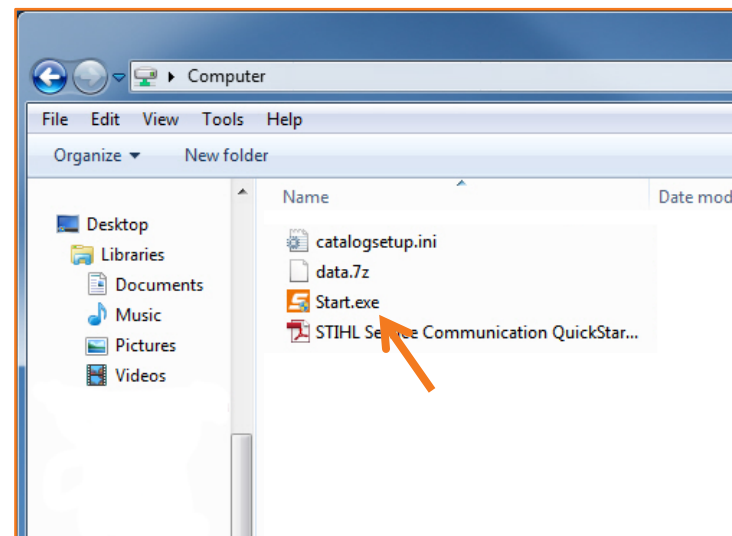 Computer
File Edit View Tools Help
Organize New folder
Name Date mod
Desktop
Libraries
Documents
Music
Pictures
Videos
catalogsetup.ini
data.7z
Start.exe
STIHL Service Communication QuickStar...